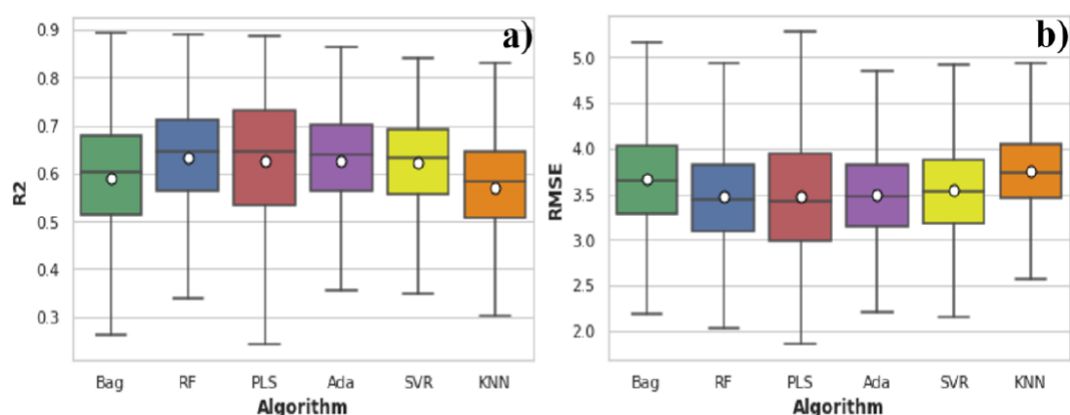 a)
0.9
0.8
0.7
0.6
0.5
0.4
0.3
R2
Bag RF PLS Ada SVR KNN
Algorithm
b)
5.0
4.5
4.0
3.5
3.0
2.5
2.0
RMSE
Bag RF PLS Ada SVR KNN
Algorithm